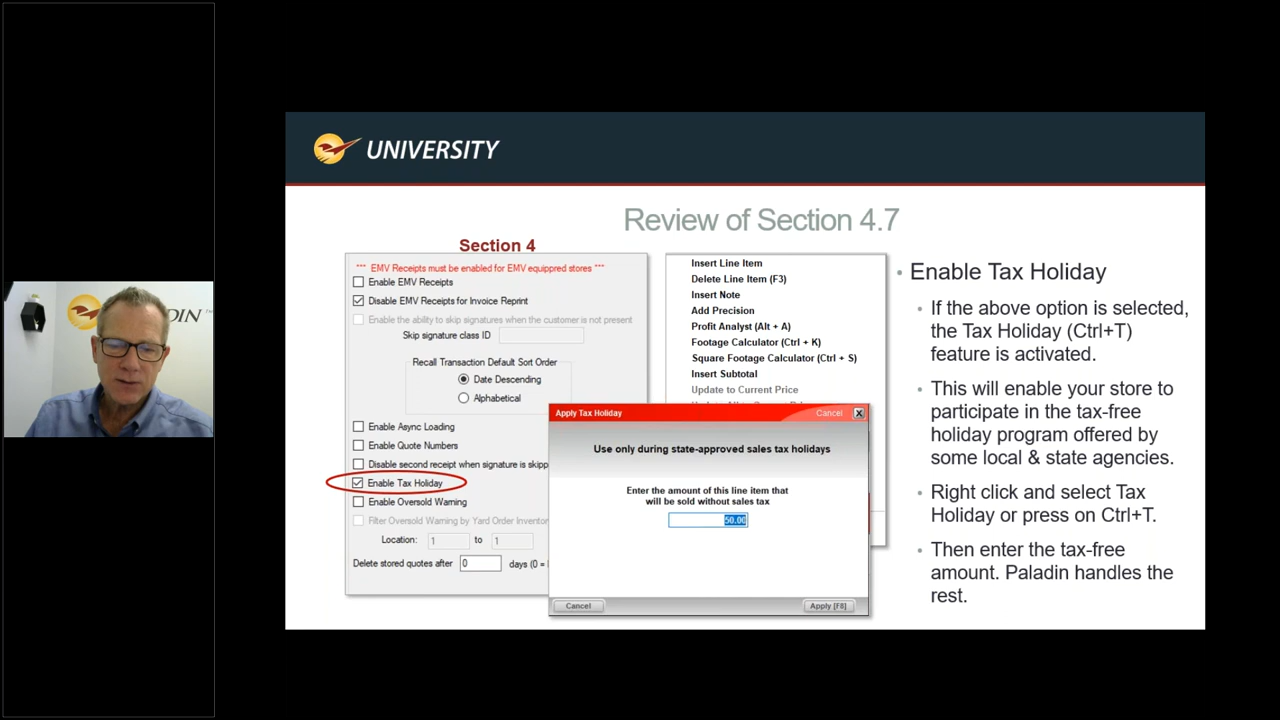 UNIVERSITY
Review of Section 4.7
Section 4
*** EMV Receipts must be enabled for EMV equippred stores ***
Enable EMV Receipts
Disable EMV Receipts for Invoice Reprint
Enable the ability to skip signatures when the customer is not present
Skip signature class ID
Recall Transaction Default Sort Order
Date Descending
Alphabetical
Enable Async Loading
Enable Quote Numbers
Disable second receipt when signature is skipp
Enable Tax Holiday
Enable Oversold Warning
Filter Oversold Warning by Yard Order Inventor
Location: 1 to 1
Delete stored quotes after 0 days (0 =
Insert Line Item
Delete Line Item (F3)
Insert Note
Add Precision
Profit Analyst (Alt + A)
Footage Calculator (Ctrl + K)
Square Footage Calculator (Ctrl + S)
Insert Subtotal
Update to Current Price
Apply Tax Holiday
Cancel
Use only during state-approved sales tax holidays
Enter the amount of this line item that
will be sold without sales tax
50.00
Cancel
Apply [F8]
• Enable Tax Holiday
• If the above option is selected,
the Tax Holiday (Ctrl+T)
feature is activated.
• This will enable your store to
participate in the tax-free
holiday program offered by
some local & state agencies.
• Right click and select Tax
Holiday or press on Ctrl+T.
• Then enter the tax-free
amount. Paladin handles the
rest.